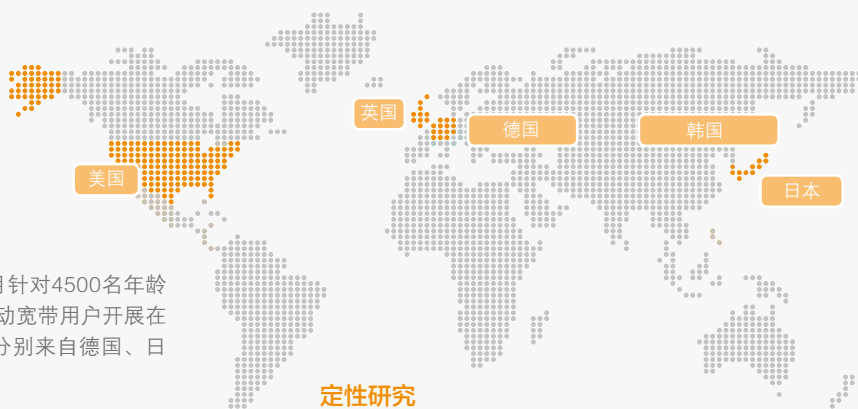 英国
德国
韩国
美国
日本
月针对4500名年龄
动宽带用户开展在
分别来自德国、日
定性研究